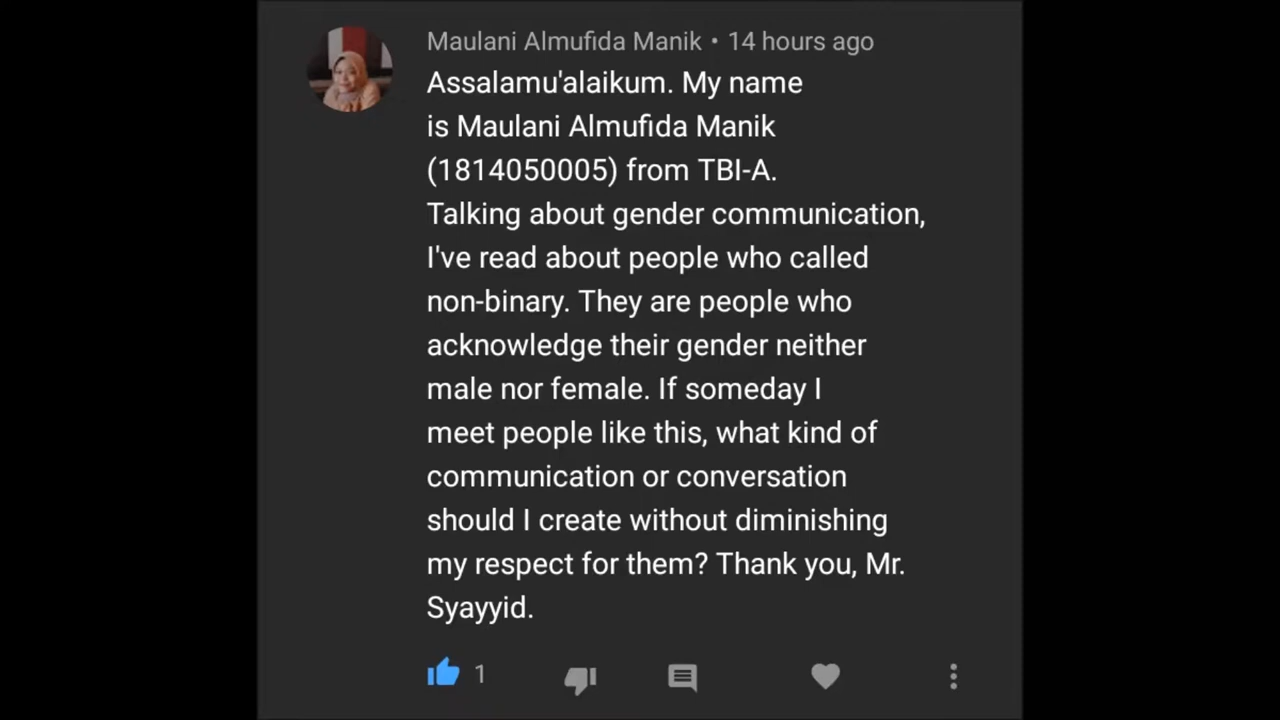 Maulani Almufida Manik • 14 hours ago
Assalamu'alaikum. My name
is Maulani Almufida Manik
(1814050005) from TBI-A.
Talking about gender communication,
I've read about people who called
non-binary. They are people who
acknowledge their gender neither
male nor female. If someday I
meet people like this, what kind of
communication or conversation
should I create without diminishing
my respect for them? Thank you, Mr.
Syayyid.
1